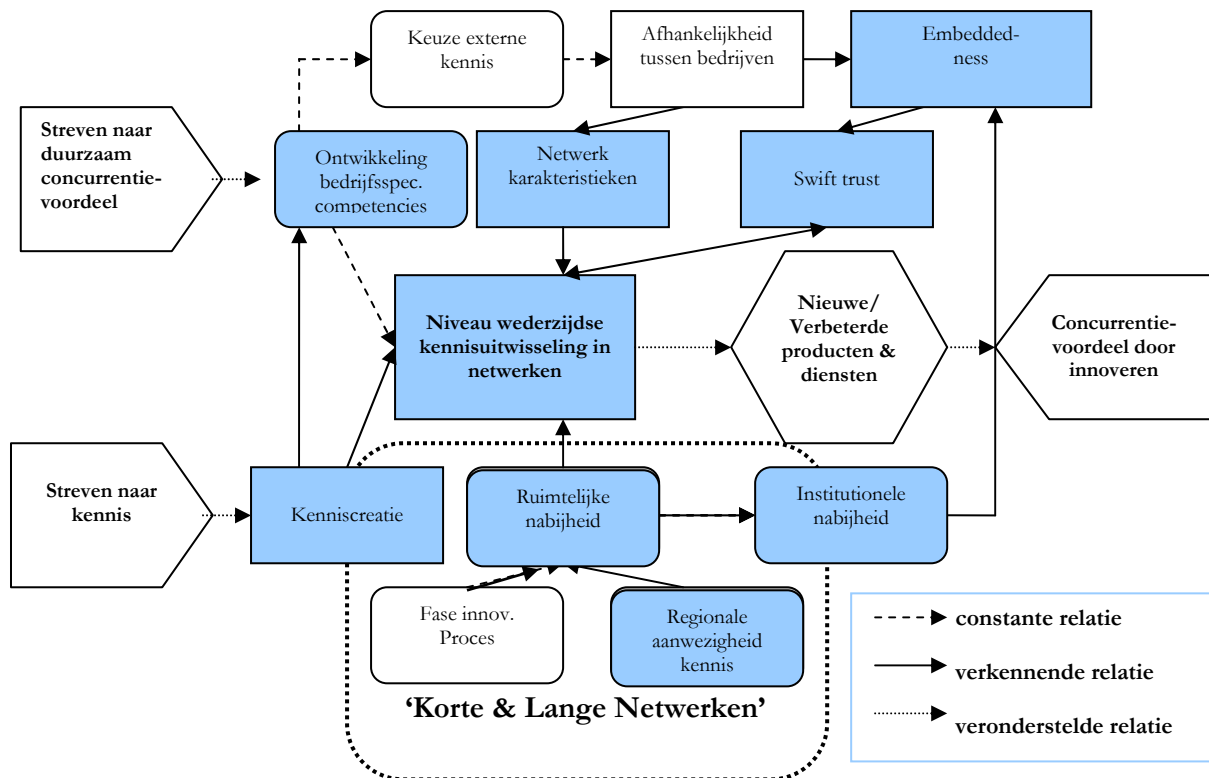 Keuze externe
kennis
Afhankelijkheid
tussen bedrijven
Embedded-
ness
Streven naar
duurzaam
concurrentie-
voordeel
Ontwikkeling
bedrijfsspec.
competencies
Netwerk
karakteristieken
Swift trust
Niveau wederzijdse
kennisuitwisseling in
netwerken
Nieuwe/
Verbeterde
producten &
diensten
Concurrentie-
voordeel door
innoveren
Streven naar
kennis
Kenniscreatie
Ruimtelijke
nabijheid
Institutionele
nabijheid
Fase innov.
Proces
Regionale
aanwezigheid
kennis
‘Korte & Lange Netwerken’
constante relatie
verkennende relatie
veronderstelde relatie